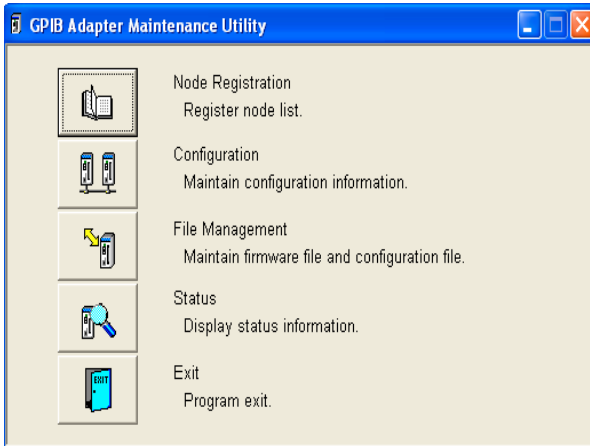 GPIB Adapter Maintenance Utility
Node Registration
Register node list.
Configuration
Maintain configuration information.
File Management
Maintain firmware file and configuration file.
Status
Display status information.
EXIT
Exit
Program exit.